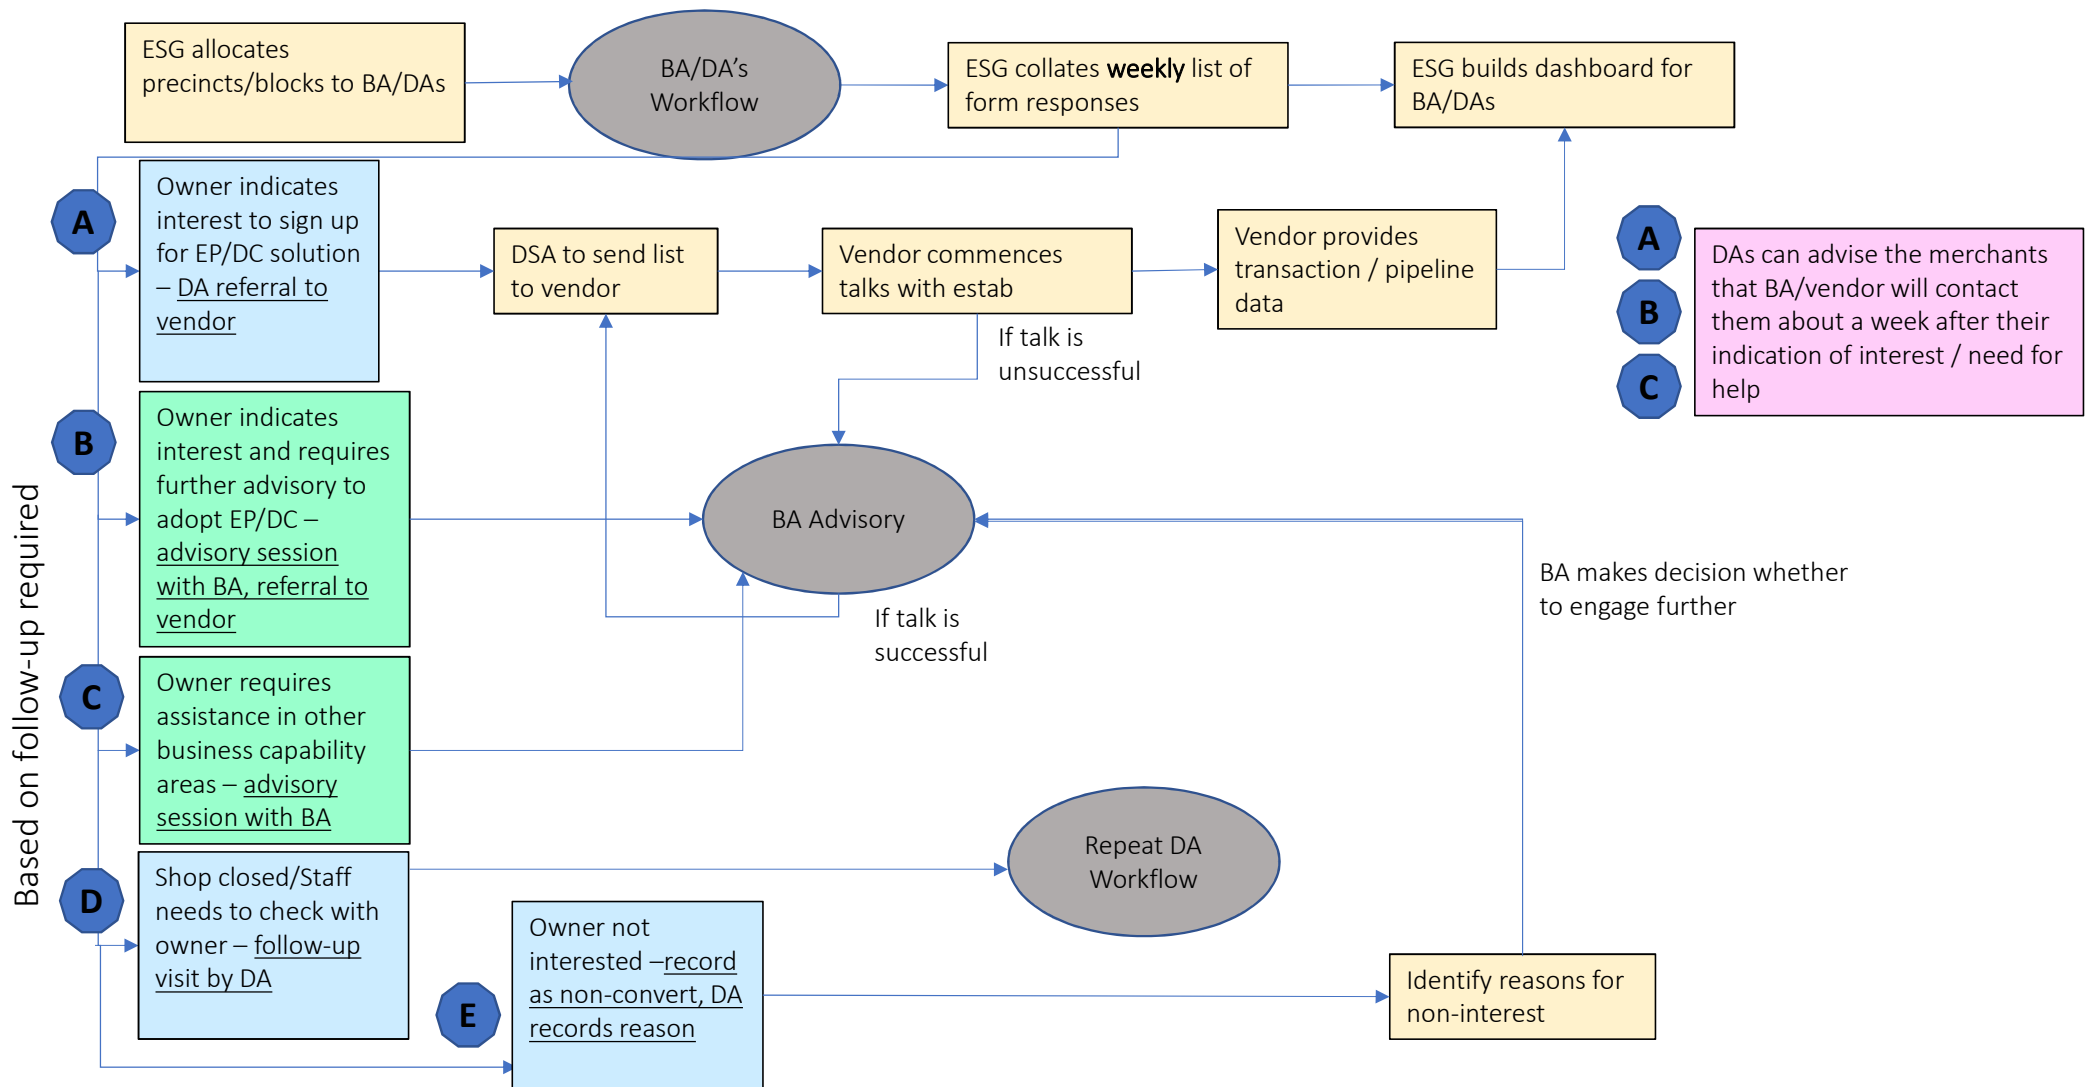 ESG allocates
precincts/blocks to BA/DAs
BA/DA's
Workflow
ESG collates weekly list of
form responses
ESG builds dashboard for
BA/DAs
Based on follow-up required
A
Owner indicates
interest to sign up
for EP/DC solution
– DA referral to
vendor
DSA to send list
to vendor
Vendor commences
talks with estab
Vendor provides
transaction / pipeline
data
If talk is
unsuccessful
A
B
C
DAs can advise the merchants
that BA/vendor will contact
them about a week after their
indication of interest / need for
help
B
Owner indicates
interest and requires
further advisory to
adopt EP/DC –
advisory session
with BA, referral to
vendor
BA Advisory
If talk is
successful
BA makes decision whether
to engage further
C
Owner requires
assistance in other
business capability
areas – advisory
session with BA
D
Shop closed/Staff
needs to check with
owner – follow-up
visit by DA
Repeat DA
Workflow
E
Owner not
interested –record
as non-convert, DA
records reason
Identify reasons for
non-interest